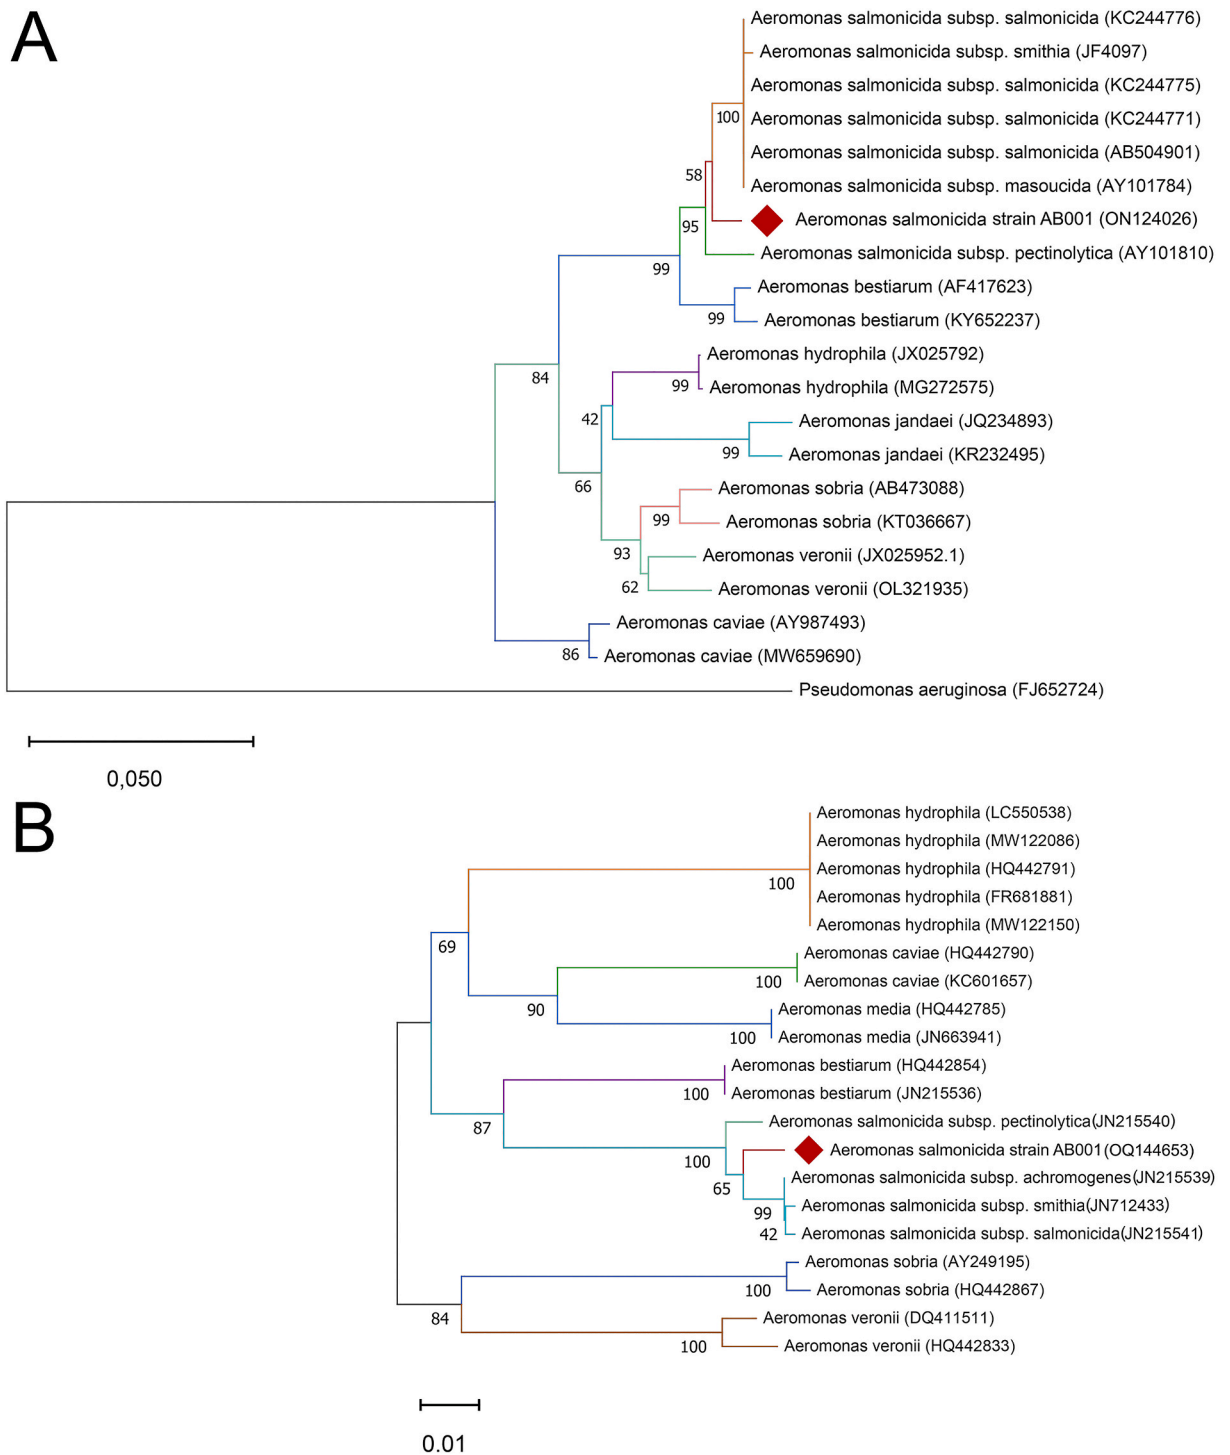 A
Aeromonas salmonicida subsp. salmonicida (KC244776)
Aeromonas salmonicida subsp. smithia (JF4097)
Aeromonas salmonicida subsp. salmonicida (KC244775)
100
Aeromonas salmonicida subsp. salmonicida (KC244771)
Aeromonas salmonicida subsp. salmonicida (AB504901)
58
Aeromonas salmonicida subsp. masoucida (AY101784)
95
Aeromonas salmonicida strain AB001 (ON124026)
Aeromonas salmonicida subsp. pectinolytica (AY101810)
99
Aeromonas bestiarum (AF417623)
99
Aeromonas bestiarum (KY652237)
Aeromonas hydrophila (JX025792)
84
99
Aeromonas hydrophila (MG272575)
42
Aeromonas jandaei (JQ234893)
99
Aeromonas jandaei (KR232495)
66
Aeromonas sobria (AB473088)
99
Aeromonas sobria (KT036667)
93
Aeromonas veronii (JX025952.1)
62
Aeromonas veronii (OL321935)
Aeromonas caviae (AY987493)
86
Aeromonas caviae (MW659690)
Pseudomonas aeruginosa (FJ652724)
0,050
B
Aeromonas hydrophila (LC550538)
Aeromonas hydrophila (MW122086)
Aeromonas hydrophila (HQ442791)
100
Aeromonas hydrophila (FR681881)
Aeromonas hydrophila (MW122150)
69
Aeromonas caviae (HQ442790)
100
Aeromonas caviae (KC601657)
90
Aeromonas media (HQ442785)
100
Aeromonas media (JN663941)
Aeromonas bestiarum (HQ442854)
100
Aeromonas bestiarum (JN215536)
87
Aeromonas salmonicida subsp. pectinolytica(JN215540)
100
Aeromonas salmonicida strain AB001(OQ144653)
65
Aeromonas salmonicida subsp. achromogenes(JN215539)
99
Aeromonas salmonicida subsp. smithia(JN712433)
42
Aeromonas salmonicida subsp. salmonicida(JN215541)
Aeromonas sobria (AY249195)
100
Aeromonas sobria (HQ442867)
84
Aeromonas veronii (DQ411511)
100
Aeromonas veronii (HQ442833)
0.01